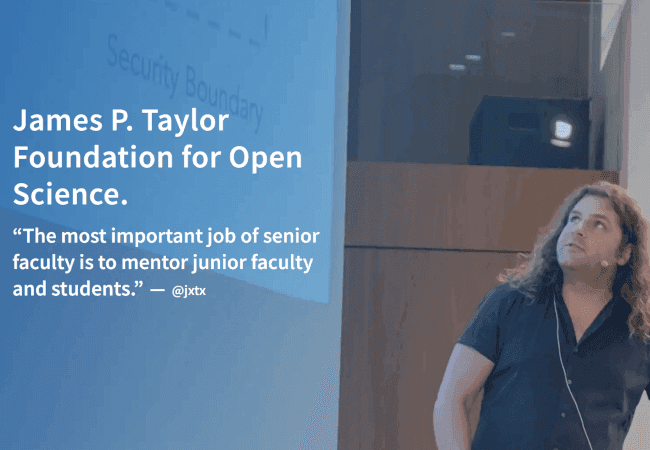 Security Boundary
James P. Taylor
Foundation for Open
Science.
“The most important job of senior
faculty is to mentor junior faculty
and students.” — @jxtx